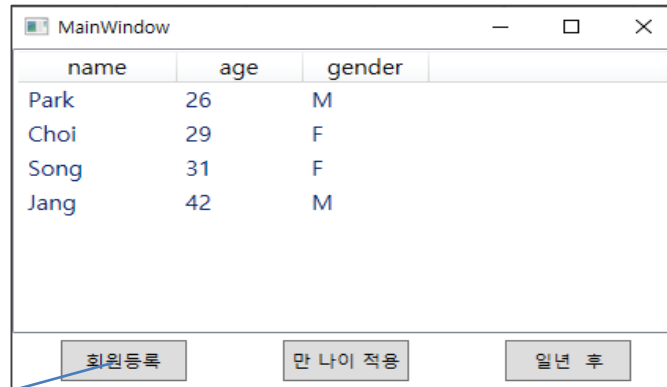 MainWindow
name age gender
Park 26 M
Choi 29 F
Song 31 F
Jang 42 M
회원등록 만 나이 적용 일년 후